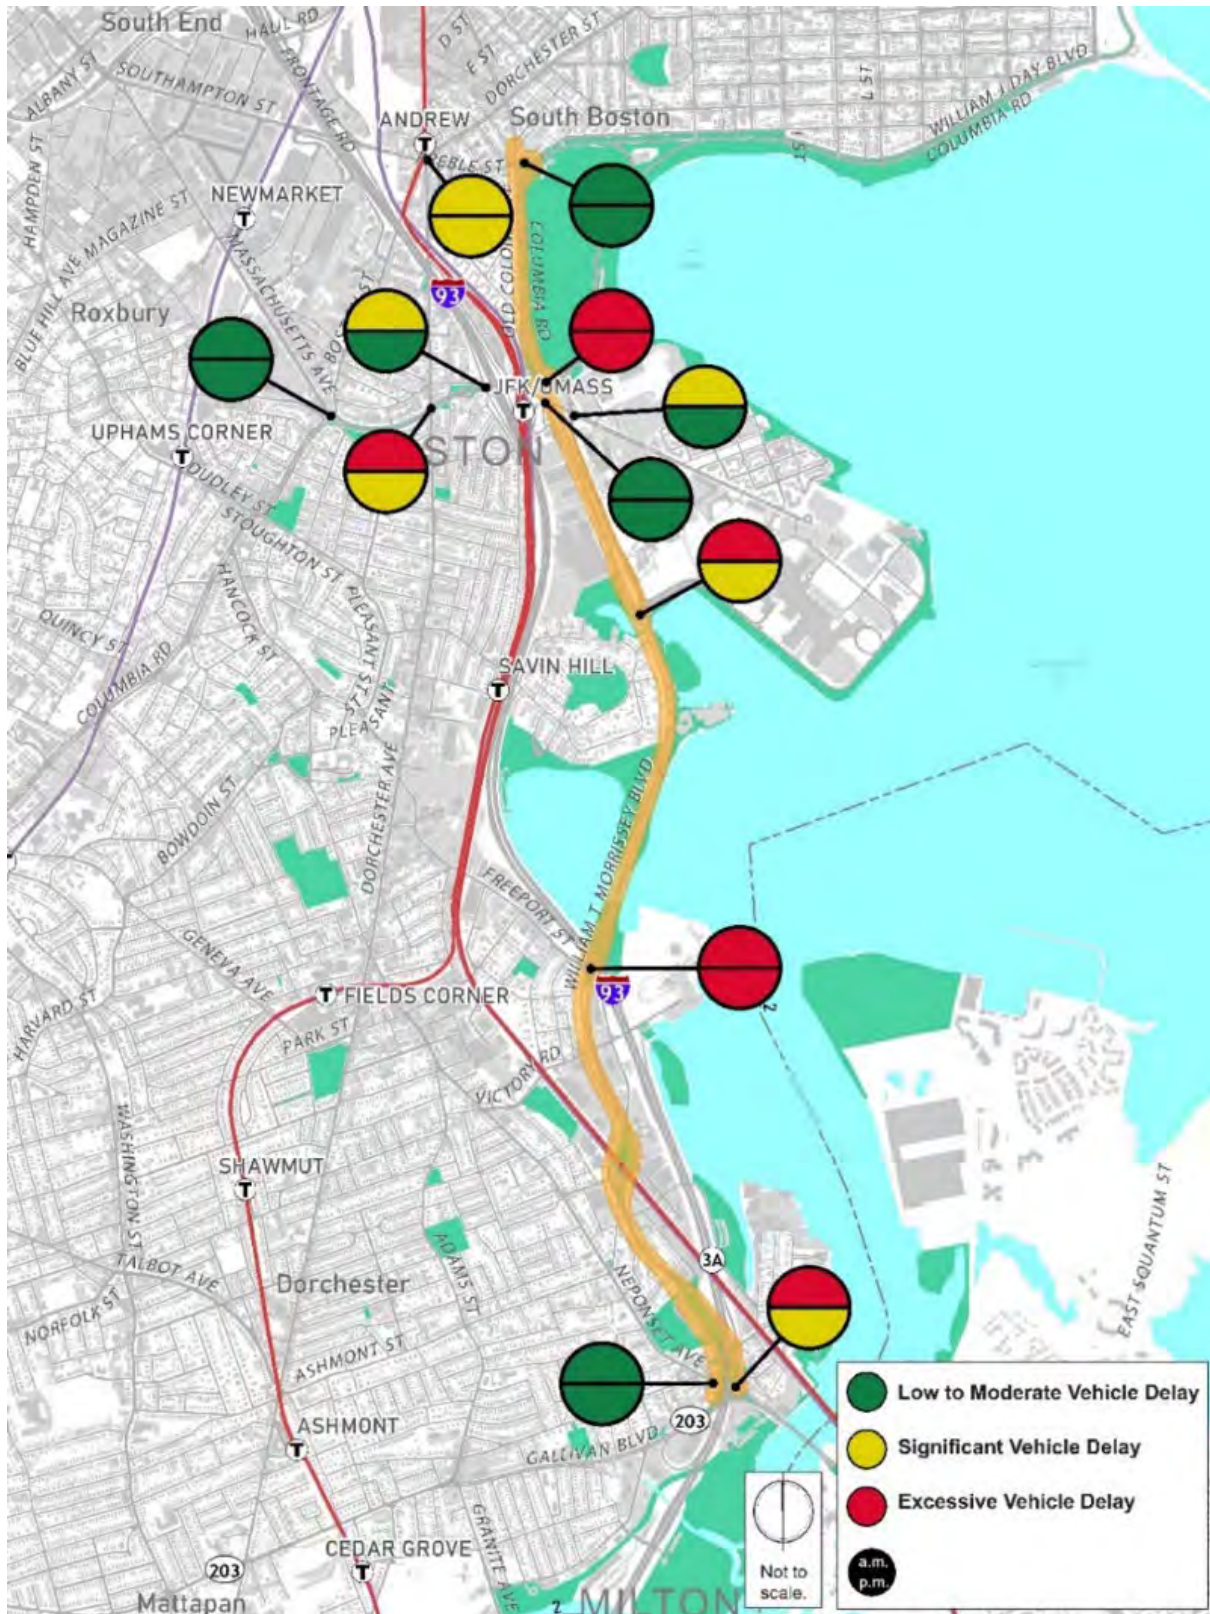 South End
HAUL RD
D ST
E ST
DORCHESTER ST
ALBANY ST
SOUTHAMPTON ST
FRONTAGE RD
L ST
WILLIAM J DAY BLVD
COLUMBIA RD
ANDREW
T
South Boston
I ST
HAMPDEN ST
NEWMARKET
T
BLUE HILL AVE
MAGAZINE ST
MASSACHUSETTS AVE
OLD COLONY
COLUMBIA RD
93
Roxbury
JFK/UMASS
T
UPHAMS CORNER
T
DUDLEY ST
STOUGHTON ST
HANCOCK ST
PLEASANT ST
QUINCY ST
COLUMBIA RD
SAVIN HILL
T
PLEASANT ST
DORCHESTER AVE
BOWDOIN ST
WILLIAM T MORRISSEY BLVD
FREEPORT ST
GENEVA AVE
93
T FIELDS CORNER
HARVARD ST
PARK ST
VICTORY RD
2
WASHINGTON ST
SHAWMUT
T
EAST SQUANTUM ST
TALBOT AVE
ADAMS ST
3A
Dorchester
NEPONSET AVE
NORFOLK ST
ASHMONT ST
ASHMONT
T
203
GALLIVAN BLVD
GRANITE AVE
CEDAR GROVE
T
203
Mattapan
2
MILTON
Low to Moderate Vehicle Delay
Significant Vehicle Delay
Excessive Vehicle Delay
a.m.
p.m.
Not to
scale.